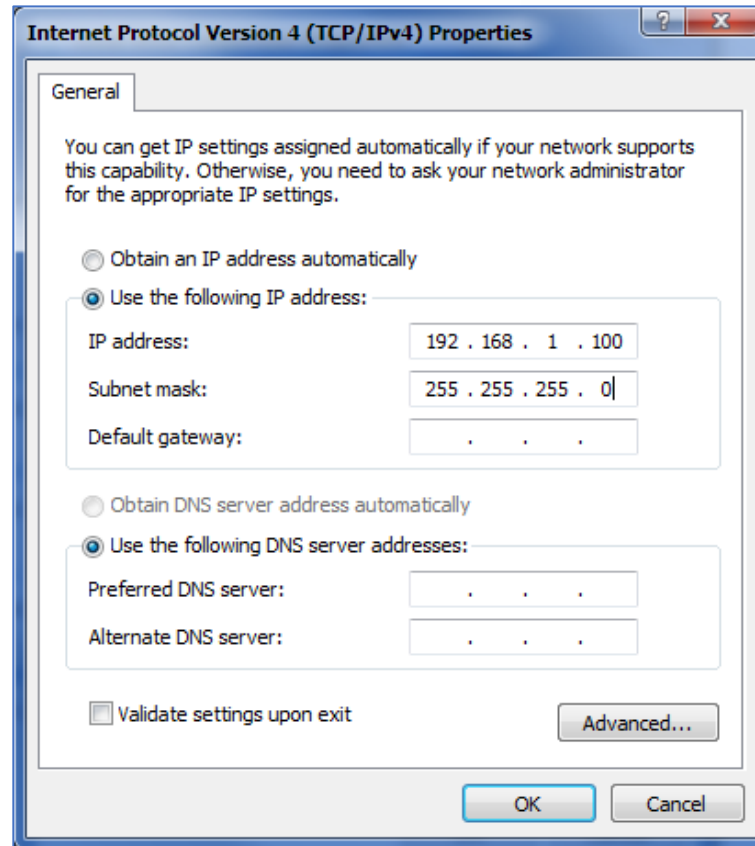 Internet Protocol Version 4 (TCP/IPv4) Properties
?
General
You can get IP settings assigned automatically if your network supports
this capability. Otherwise, you need to ask your network administrator
for the appropriate IP settings.
Obtain an IP address automatically
Use the following IP address:
IP address: 192 . 168 . 1 . 100
Subnet mask: 255 . 255 . 255 . 0
Default gateway: . . .
Obtain DNS server address automatically
Use the following DNS server addresses:
Preferred DNS server: . . .
Alternate DNS server: . . .
Validate settings upon exit
Advanced...
OK Cancel